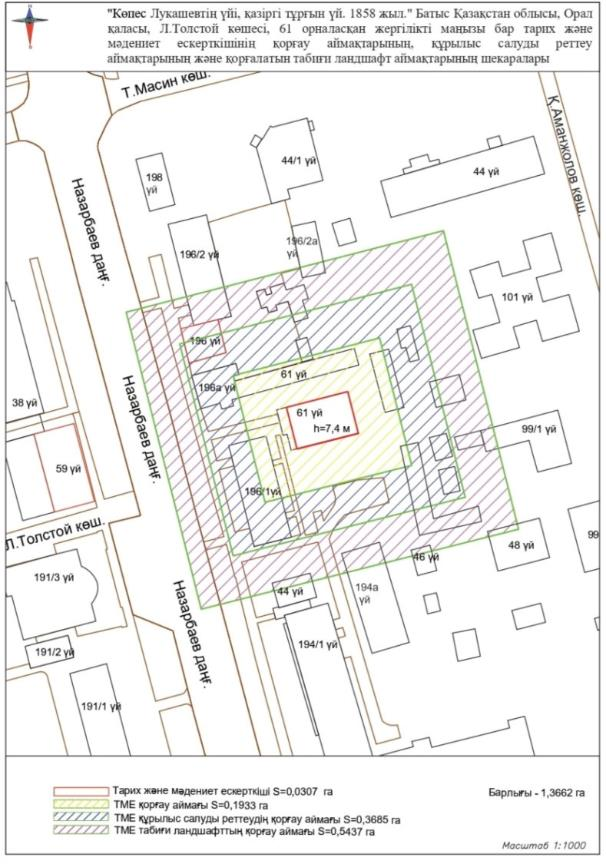 "Көпес Лукашевтің үйі, қазіргі тұрғын үй. 1858 жыл." Батыс Қазақстан облысы, Орал
қаласы, Л.Толстой көшесі, 61 орналасқан жергілікті маңызы бар тарих және
мәдениет ескерткішінің қорғау аймақтарының, құрылыс салуды реттеу
аймақтарының және қорғалатын табиғи ландшафт аймақтарының шекаралары
Т.Масин көш.
Қ.Аманжолов көш.
44/1 үй
198
үй
44 үй
Назарбаев даңғ.
196/2 үй
196/2а
үй
101 үй
196 үй
61 үй
196а үй
Назарбаев даңғ.
38 үй
61 үй
h=7,4 м
99/1 үй
59 үй
196/1үй
Л.Толстой көш.
99
48 үй
46 үй
191/3 үй
44 үй
194а
үй
Назарбаев даңғ.
194/1 үй
191/2 үй
191/1 үй
Тарих және мәдениет ескерткіші S=0,0307 га
Барлығы - 1,3662 га
ТМЕ қорғау аймағы S=0,1933 га
ТМЕ құрылыс салуды реттеудің қорғау аймағы S=0,3685 га
ТМЕ табиғи ландшафттың қорғау аймағы S=0,5437 га
Масштаб 1:1000